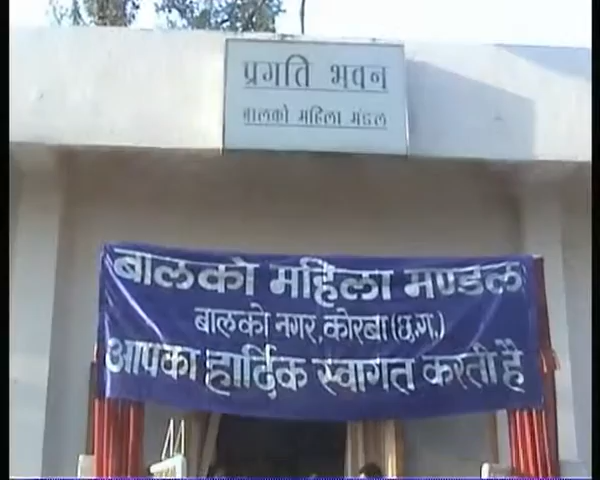 प्रगति भवन
बालको महिला मंडल
बालको महिला मण्डल
बालको नगर, कोरबा (छ.ग.)
आपका हार्दिक स्वागत करती है